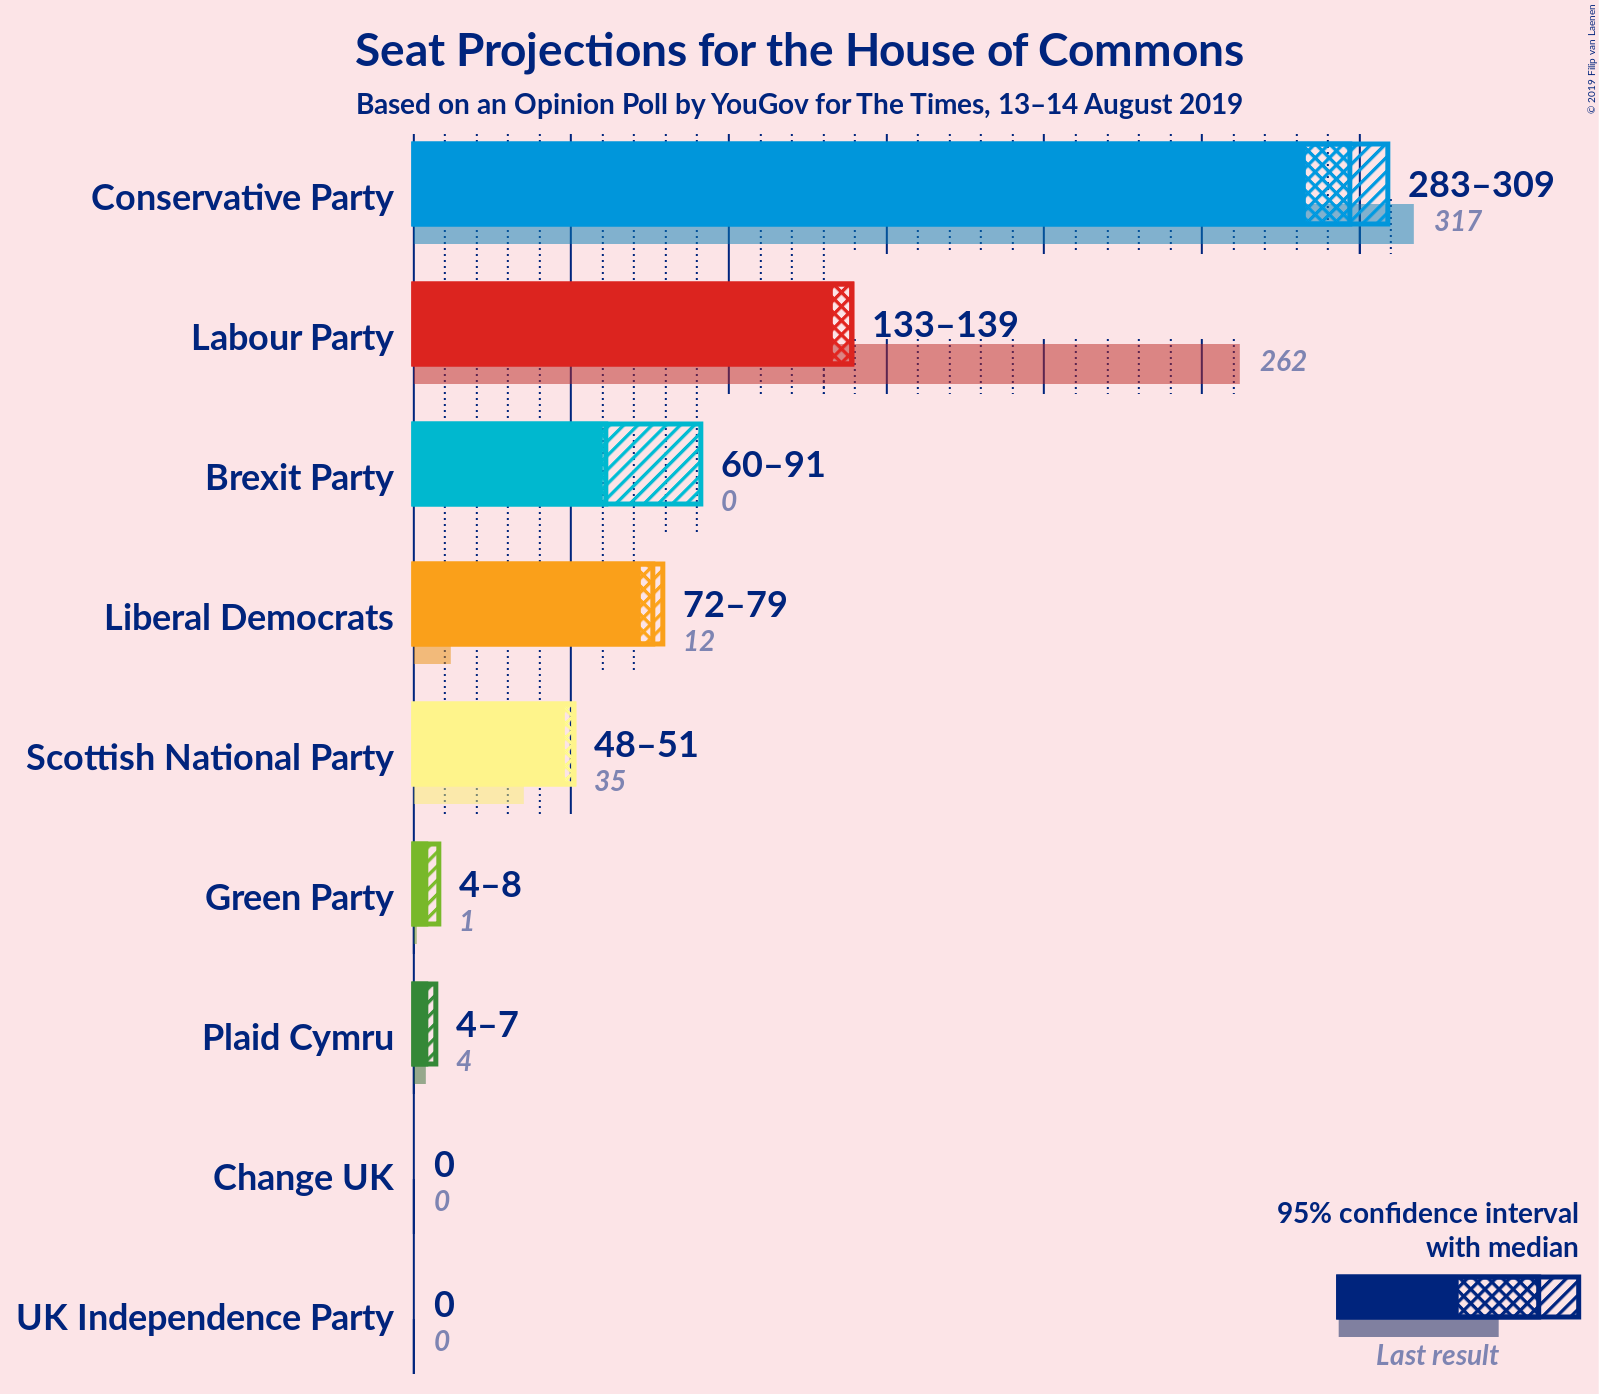 Seat Projections for the House of Commons
Based on an Opinion Poll by YouGov for The Times, 13–14 August 2019
© 2019 Filip van Laenen
Conservative Party
283–309
317
Labour Party
133–139
262
Brexit Party
60–91
0
Liberal Democrats
72–79
12
Scottish National Party
48–51
35
Green Party
4–8
1
Plaid Cymru
4–7
4
Change UK
0
0
UK Independence Party
0
0
95% confidence interval
with median
Last result